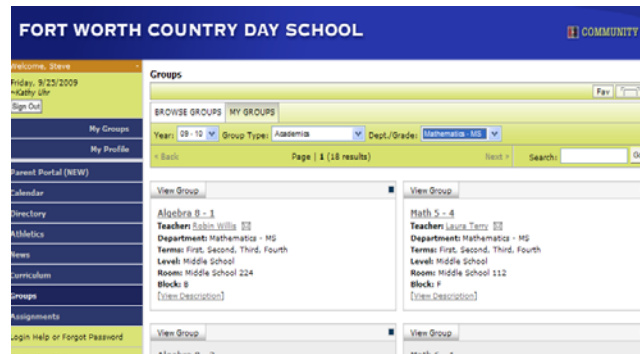 FORT WORTH COUNTRY DAY SCHOOL
COMMUNITY
Welcome, Steve
Friday, 9/25/2009
~Kathy Uhr
Sign Out
My Groups
My Profile
Parent Portal (NEW)
Calendar
Directory
Athletics
News
Curriculum
Groups
Assignments
Login Help or Forgot Password
Groups
Fav
BROWSE GROUPS MY GROUPS
Year: 09 - 10 Group Type: Academics Dept./Grade: Mathematics - MS
< Back Page | 1 (18 results) Next > Search:
View Group
Algebra 8 - 1
Teacher: Robin Willis
Department: Mathematics - MS
Terms: First, Second, Third, Fourth
Level: Middle School
Room: Middle School 224
Block: B
[View Description]
View Group
Math 5 - 4
Teacher: Laura Terry
Department: Mathematics - MS
Terms: First, Second, Third, Fourth
Level: Middle School
Room: Middle School 112
Block: F
[View Description]
View Group
View Group